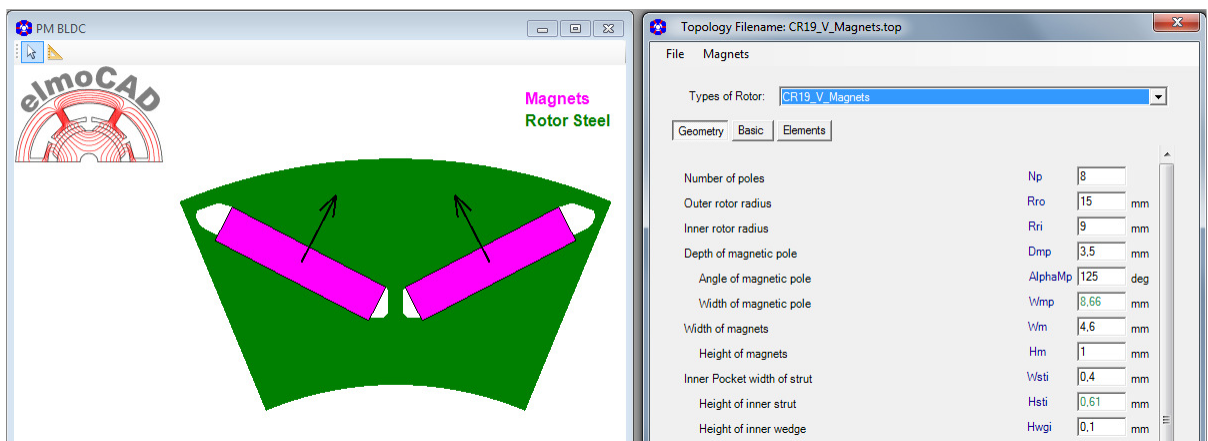 PM BLDC
elmoCAD
Magnets
Rotor Steel
Topology Filename: CR19_V_Magnets.top
File Magnets
Types of Rotor: CR19_V_Magnets
Geometry Basic Elements
Number of poles Np 8
Outer rotor radius Rro 15 mm
Inner rotor radius Rri 9 mm
Depth of magnetic pole Dmp 3,5 mm
Angle of magnetic pole AlphaMp 125 deg
Width of magnetic pole Wmp 8,66 mm
Width of magnets Wm 4,6 mm
Height of magnets Hm 1 mm
Inner Pocket width of strut Wsti 0,4 mm
Height of inner strut Hsti 0,61 mm
Height of inner wedge Hwgi 0,1 mm